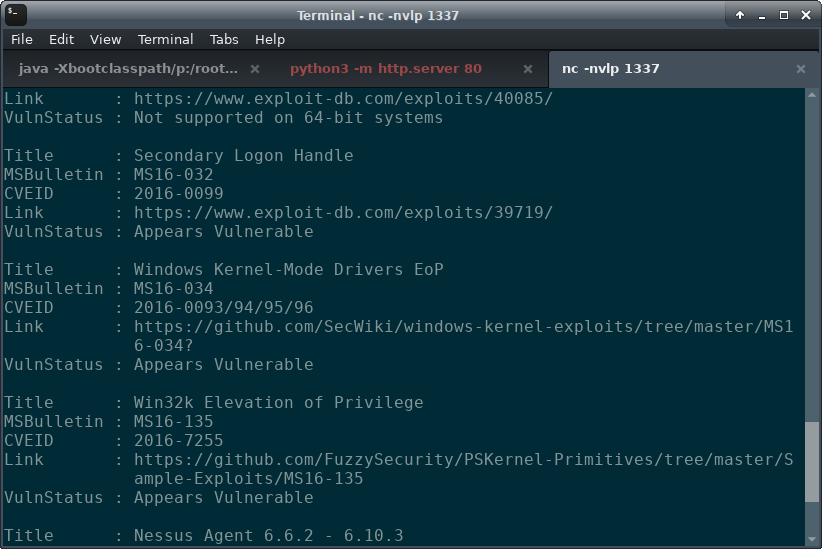 Terminal - nc -nvlp 1337
File Edit View Terminal Tabs Help
java -Xbootclasspath/p:/root... python3 -m http.server 80 nc -nvlp 1337
Link : https://www.exploit-db.com/exploits/40085/
VulnStatus : Not supported on 64-bit systems
Title : Secondary Logon Handle
MSBulletin : MS16-032
CVEID : 2016-0099
Link : https://www.exploit-db.com/exploits/39719/
VulnStatus : Appears Vulnerable
Title : Windows Kernel-Mode Drivers EoP
MSBulletin : MS16-034
CVEID : 2016-0093/94/95/96
Link : https://github.com/SecWiki/windows-kernel-exploits/tree/master/MS1
6-034?
VulnStatus : Appears Vulnerable
Title : Win32k Elevation of Privilege
MSBulletin : MS16-135
CVEID : 2016-7255
Link : https://github.com/FuzzySecurity/PSKernel-Primitives/tree/master/S
ample-Exploits/MS16-135
VulnStatus : Appears Vulnerable
Title : Nessus Agent 6.6.2 - 6.10.3